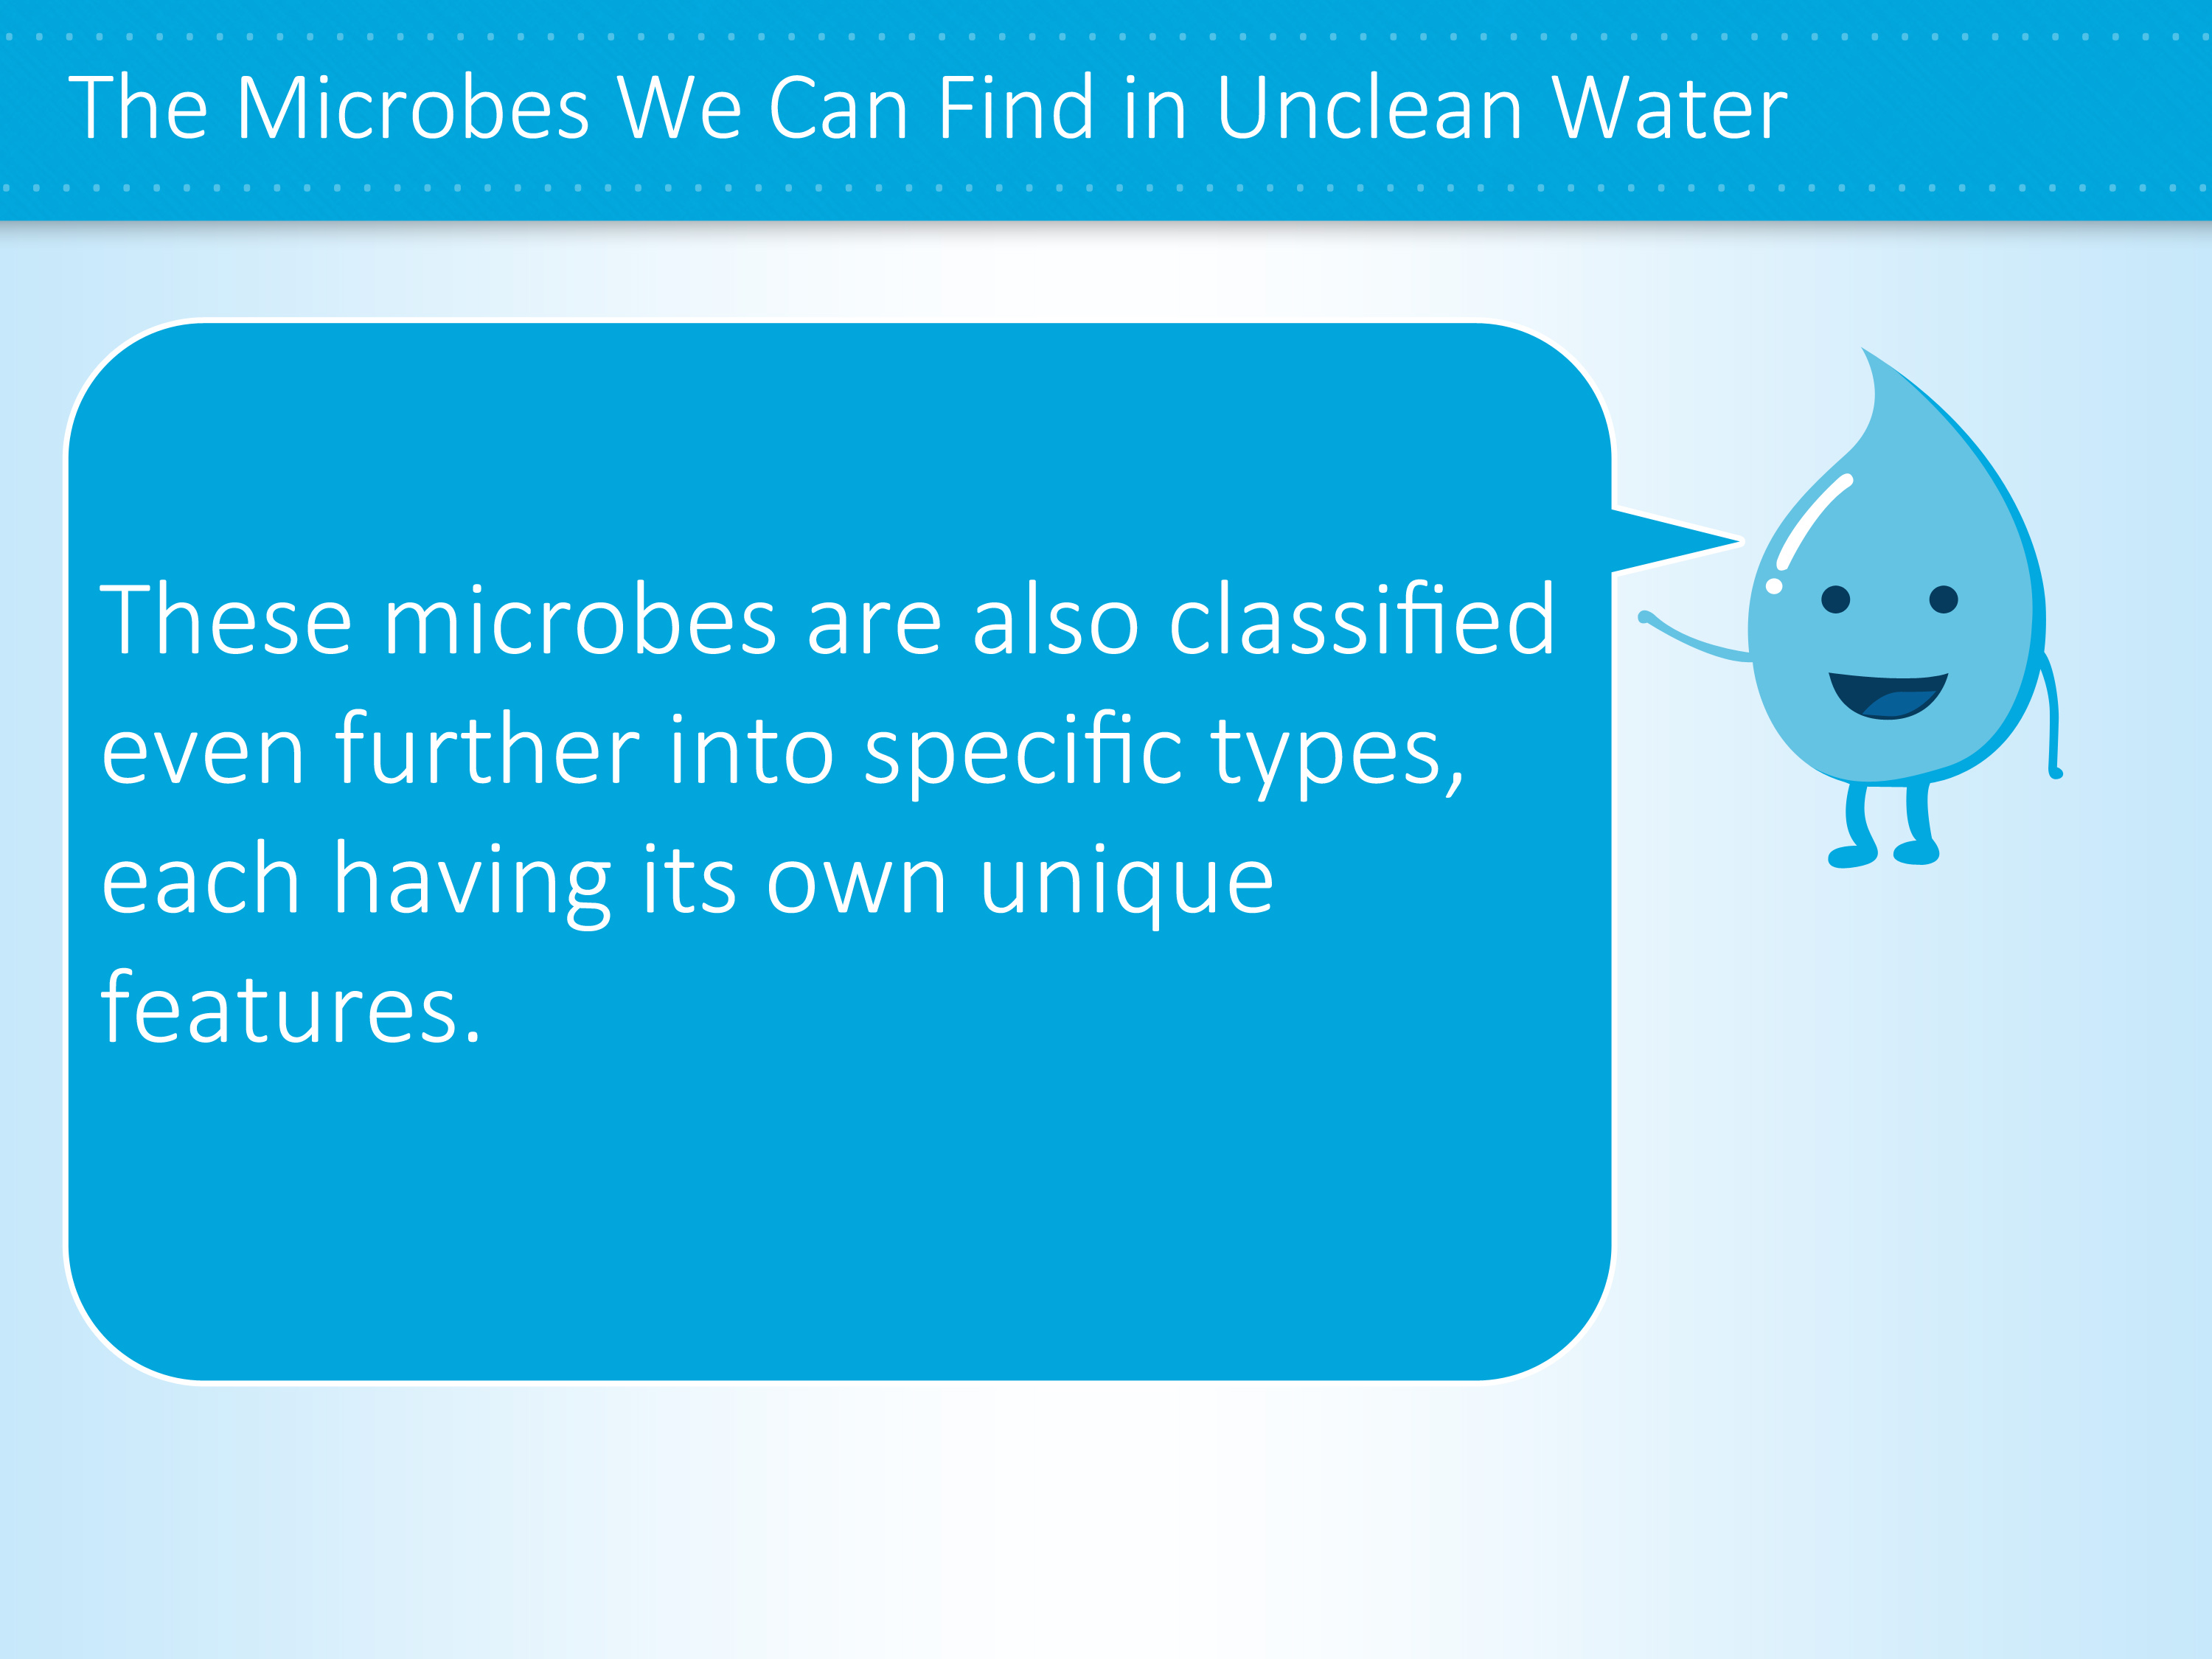 The Microbes We Can Find in Unclean Water
These microbes are also classified
even further into specific types,
each having its own unique
features.